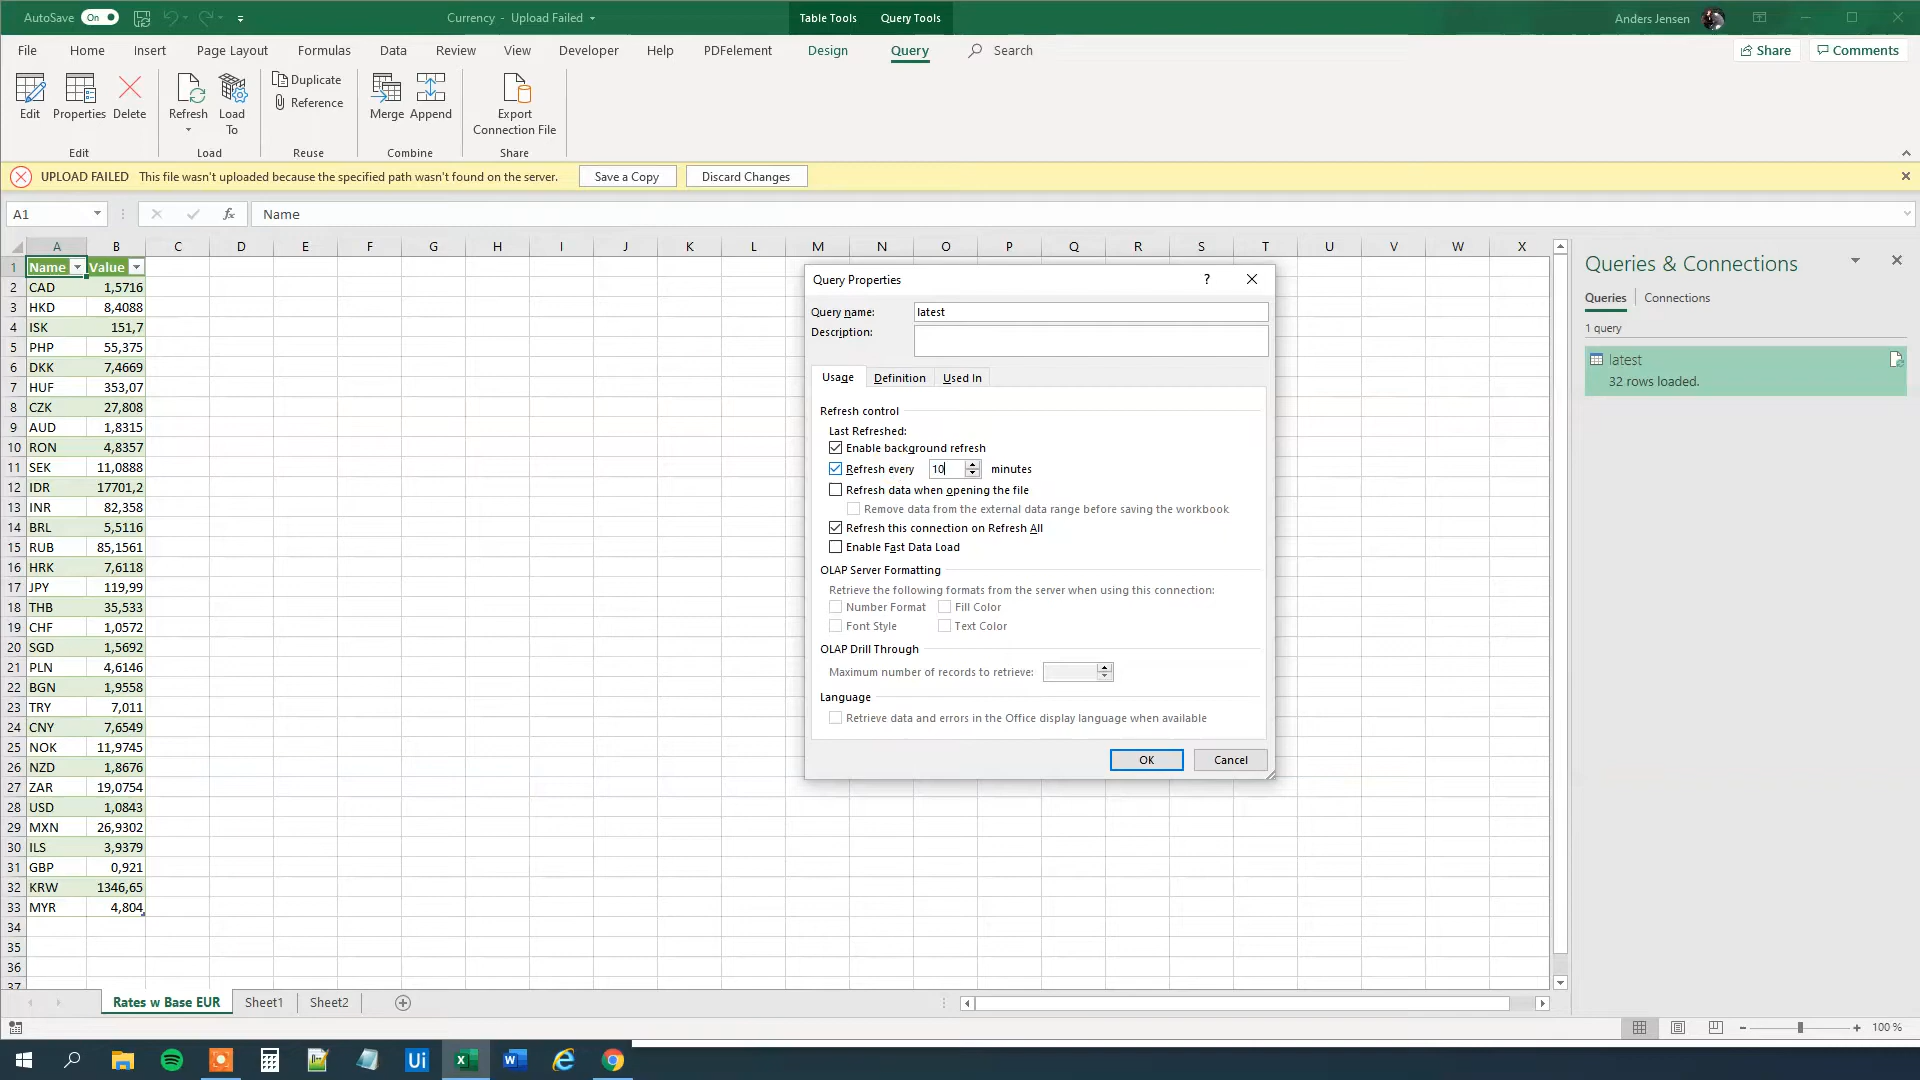 AutoSave On
Currency - Upload Failed
Table Tools Query Tools
Anders Jensen
File Home Insert Page Layout Formulas Data Review View Developer Help PDFelement Design Query Search
Share Comments
Edit Properties Delete
Refresh Load To
Duplicate
Reference
Merge Append
Export Connection File
Edit Load Reuse Combine Share
UPLOAD FAILED This file wasn't uploaded because the specified path wasn't found on the server. Save a Copy Discard Changes
A1 fx Name
A B C D E F G H I J K L M N O P Q R S T U V W X
1 Name Value
2 CAD 1,5716
3 HKD 8,4088
4 ISK 151,7
5 PHP 55,375
6 DKK 7,4669
7 HUF 353,07
8 CZK 27,808
9 AUD 1,8315
10 RON 4,8357
11 SEK 11,0888
12 IDR 17701,2
13 INR 82,358
14 BRL 5,5116
15 RUB 85,1561
16 HRK 7,6118
17 JPY 119,99
18 THB 35,533
19 CHF 1,0572
20 SGD 1,5692
21 PLN 4,6146
22 BGN 1,9558
23 TRY 7,011
24 CNY 7,6549
25 NOK 11,9745
26 NZD 1,8676
27 ZAR 19,0754
28 USD 1,0843
29 MXN 26,9302
30 ILS 3,9379
31 GBP 0,921
32 KRW 1346,65
33 MYR 4,804
34
35
36
37
Query Properties ?
Query name: latest
Description:
Usage Definition Used In
Refresh control
Last Refreshed:
Enable background refresh
Refresh every 10 minutes
Refresh data when opening the file
Remove data from the external data range before saving the workbook
Refresh this connection on Refresh All
Enable Fast Data Load
OLAP Server Formatting
Retrieve the following formats from the server when using this connection:
Number Format Fill Color
Font Style Text Color
OLAP Drill Through
Maximum number of records to retrieve:
Language
Retrieve data and errors in the Office display language when available
OK Cancel
Queries & Connections
Queries Connections
1 query
latest
32 rows loaded.
Rates w Base EUR Sheet1 Sheet2
100 %
Ui